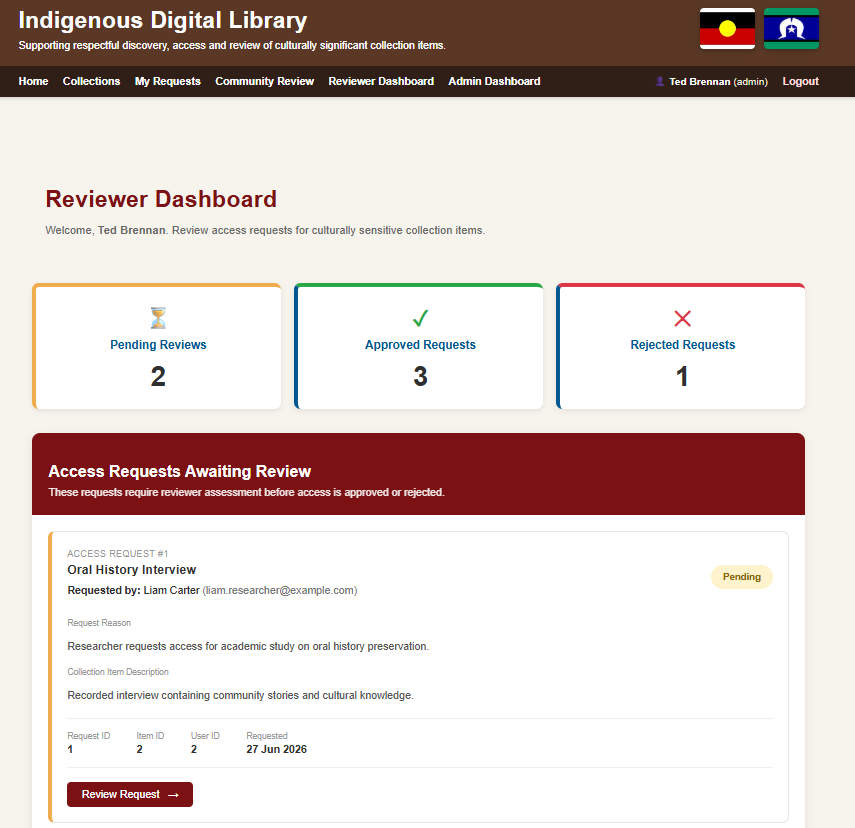 Indigenous Digital Library
Supporting respectful discovery, access and review of culturally significant collection items.
Home Collections My Requests Community Review Reviewer Dashboard Admin Dashboard Ted Brennan (admin) Logout
Reviewer Dashboard
Welcome, Ted Brennan. Review access requests for culturally sensitive collection items.
Pending Reviews
2
Approved Requests
3
Rejected Requests
1
Access Requests Awaiting Review
These requests require reviewer assessment before access is approved or rejected.
ACCESS REQUEST #1
Oral History Interview
Requested by: Liam Carter (liam.researcher@example.com)
Pending
Request Reason
Researcher requests access for academic study on oral history preservation.
Collection Item Description
Recorded interview containing community stories and cultural knowledge.
Request ID Item ID User ID Requested
1 2 2 27 Jun 2026
Review Request →